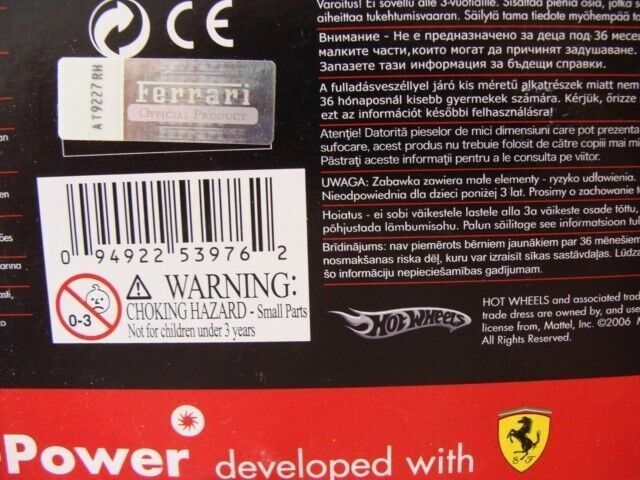 Varoitus! Ei sovellu alle 3-vuotiaille. Sisältää pieniä osia, jotka
aiheittaa tukehtumisvaaran. Säilytä tama tiedote myöhempää
Внимание - Не е предназначено за деца под 36
малките части, които могат да причинят задушаване.
Запазете тази информация за бъдещи справки.
CE
AT9227RH
Ferrari
OFFICIAL PRODUCT
A fulladásveszéllyel járó kis méretű alkatrészek miatt nem
36 hónaposnál kisebb gyermekek számára. Kérjük, őrizze
ezt az információt későbbi felhasználásra!
Atenţie! Datorită pieselor de mici dimensiuni care pot prezenta
sufocare, acest produs nu trebuie folosit de către copiii mai
Păstraţi aceste informaţii pentru a le consulta pe viitor.
UWAGA: Zabawka zawiera małe elementy - ryzyko udławienia.
Nieodpowiednia dla dzieci poniżej 3 lat. Prosimy o zachowanie
Hoiatus - ei sobi väikestele lastele alla 3a väikeste osade tõttu,
põhjustada lämbumisohu. Palun säilitage see informatsioon
Brīdinājums: nav piemērots bērniem jaunākiem par 36 mēnešiem
nosmakšanas riska dēļ, kuru var izraisīt sīkas sastāvdaļas. Lūdzu
šo informāciju nepieciešamības gadījumam.
0 94922 53976 2
0-3
WARNING:
CHOKING HAZARD - Small Parts
Not for children under 3 years
HOT WHEELS
HOT WHEELS and associated
trade dress are owned by, and
license from, Mattel, Inc. ©2006
All Rights Reserved.
-Power developed with
S F